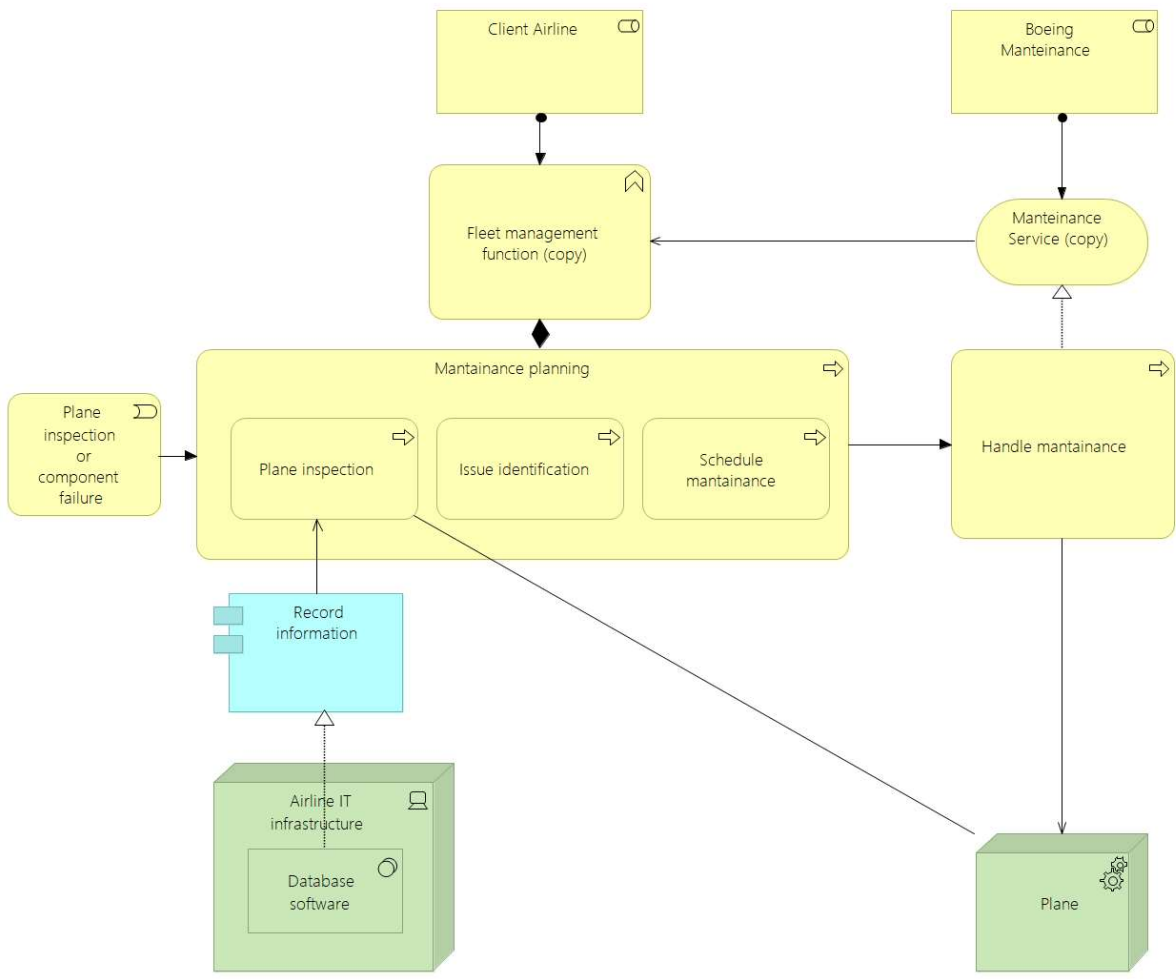 Client Airline
Boeing
Manteinance
Fleet management
function (copy)
Manteinance
Service (copy)
Mantainance planning
Plane
inspection
or
component
failure
Plane inspection
Issue identification
Schedule
mantainance
Handle mantainance
Record
information
Airline IT
infrastructure
Database
software
Plane